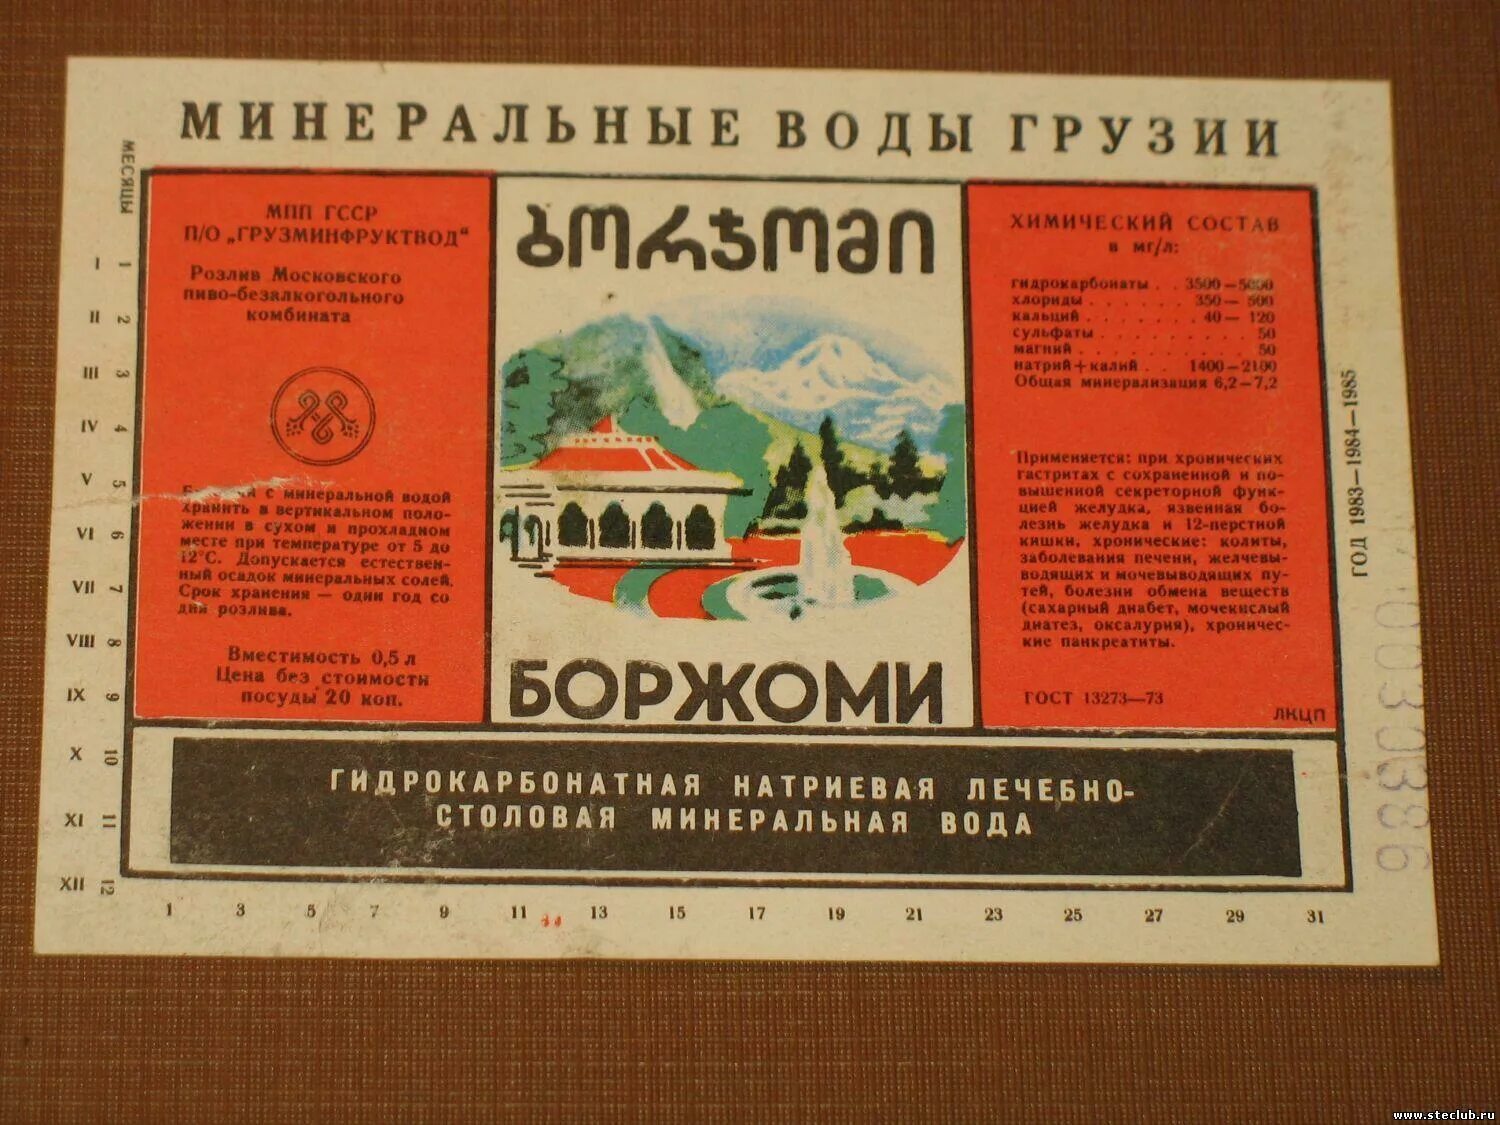 МИНЕРАЛЬНЫЕ ВОДЫ ГРУЗИИ
МЕСЯЦЫ
I 1
II 2
III 3
IV 4
V 5
VI 6
VII 7
VIII 8
IX 9
X 10
XI 11
XII 12
МПП ГССР
П/О „ГРУЗМИНФРУКТВОД“
Розлив Московского
пиво-безалкогольного
комбината
с минеральной водой
хранить в вертикальном поло-
жении в сухом и прохладном
месте при температуре от 5 до
12°С. Допускается естествен-
ный осадок минеральных солей.
Срок хранения — один год со
дня розлива.
Вместимость 0,5 л
Цена без стоимости
посуды 20 коп.
ბორჯომი
БОРЖОМИ
ХИМИЧЕСКИЙ СОСТАВ
в мг/л:
гидрокарбонаты . . 3500—5000
хлориды . . . . . . 350— 500
кальций . . . . . . . 40— 120
сульфаты . . . . . . . . . . 50
магний . . . . . . . . . . . 50
натрий+калий . . 1400—2100
Общая минерализация 6,2—7,2
Применяется: при хронических
гастритах с сохраненной и по-
вышенной секреторной функ-
цией желудка, язвенная бо-
лезнь желудка и 12-перстной
кишки, хронические: колиты,
заболевания печени, желчевы-
водящих и мочевыводящих пу-
тей, болезни обмена веществ
(сахарный диабет, мочекислый
диатез, оксалурия), хроничес-
кие панкреатиты.
ГОСТ 13273—73
ЛКЦП
ГОД 1983—1984—1985
ГИДРОКАРБОНАТНАЯ НАТРИЕВАЯ ЛЕЧЕБНО-
СТОЛОВАЯ МИНЕРАЛЬНАЯ ВОДА
1 3 5 7 9 11 13 15 17 19 21 23 25 27 29 31
www.steclub.ru